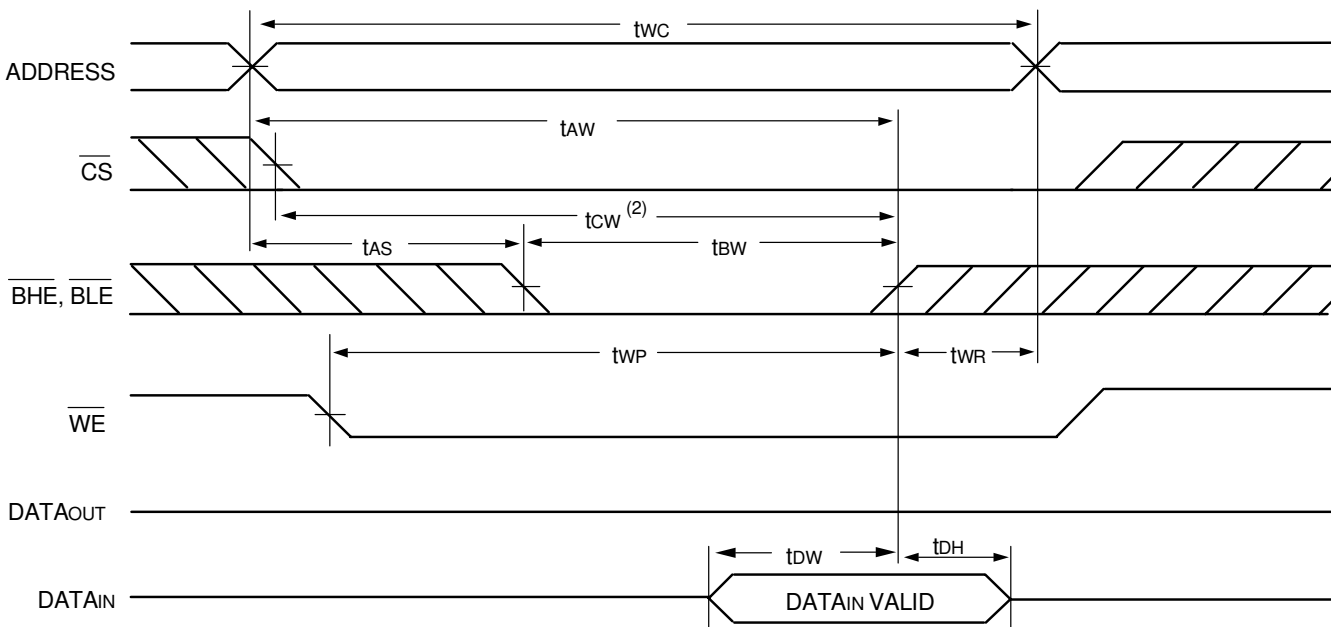 tWC
ADDRESS
tAW
CS
tCW (2)
tAS
tBW
BHE, BLE
tWP
tWR
WE
DATAOUT
tDW
tDH
DATAIN
DATAIN VALID